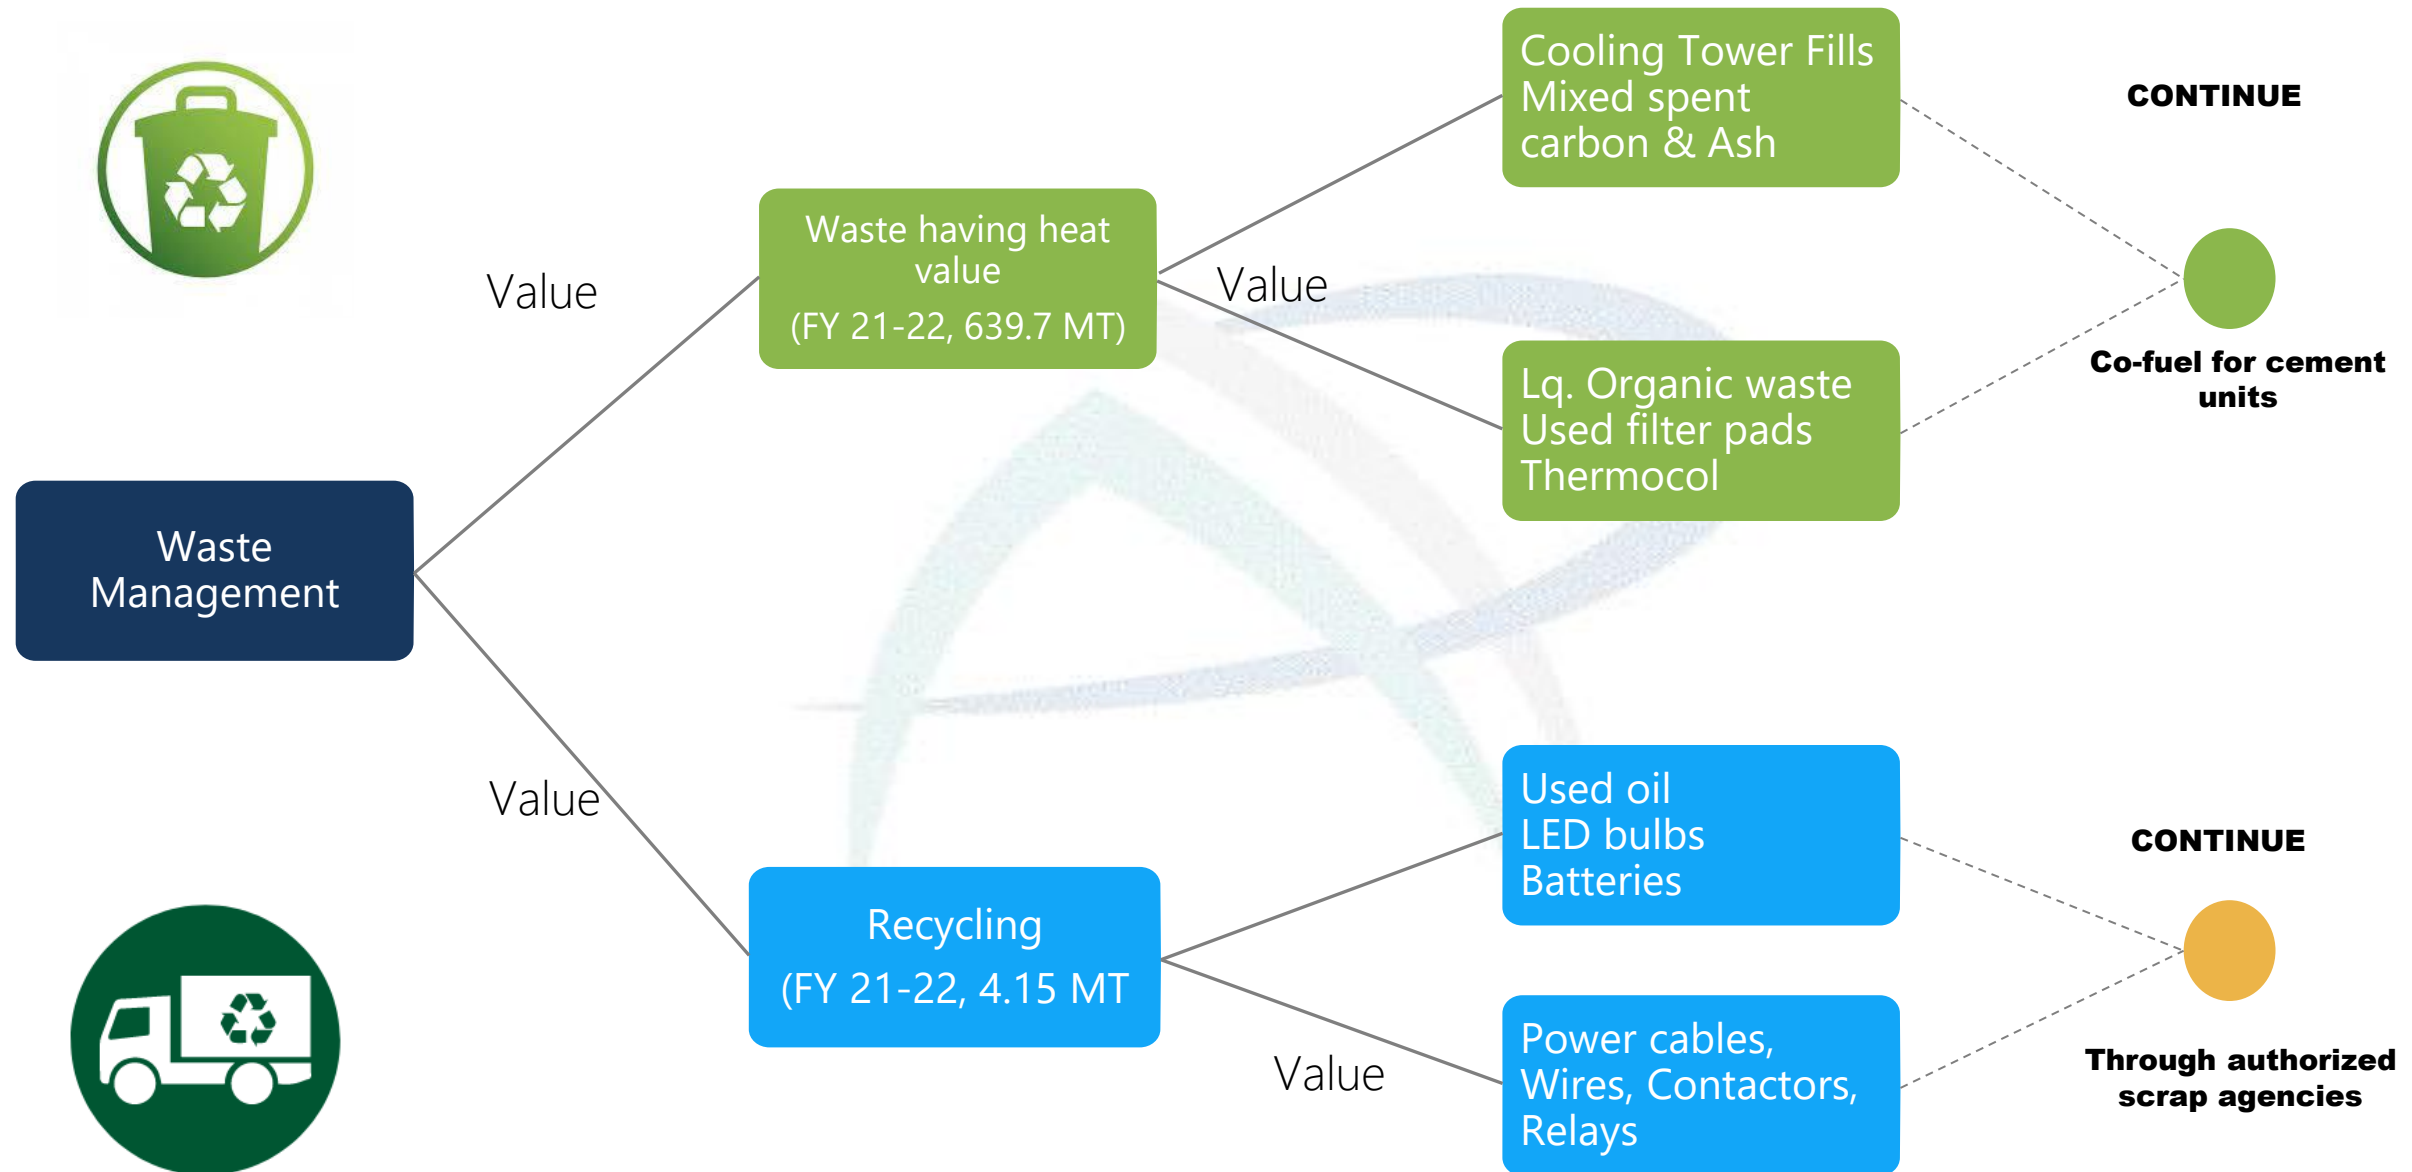 Cooling Tower Fills
Mixed spent
carbon & Ash
CONTINUE
Waste having heat
value
(FY 21-22, 639.7 MT)
Value
Value
Co-fuel for cement
units
Lq. Organic waste
Used filter pads
Thermocol
Waste
Management
Value
Used oil
LED bulbs
Batteries
CONTINUE
Recycling
(FY 21-22, 4.15 MT
Value
Power cables,
Wires, Contactors,
Relays
Through authorized
scrap agencies